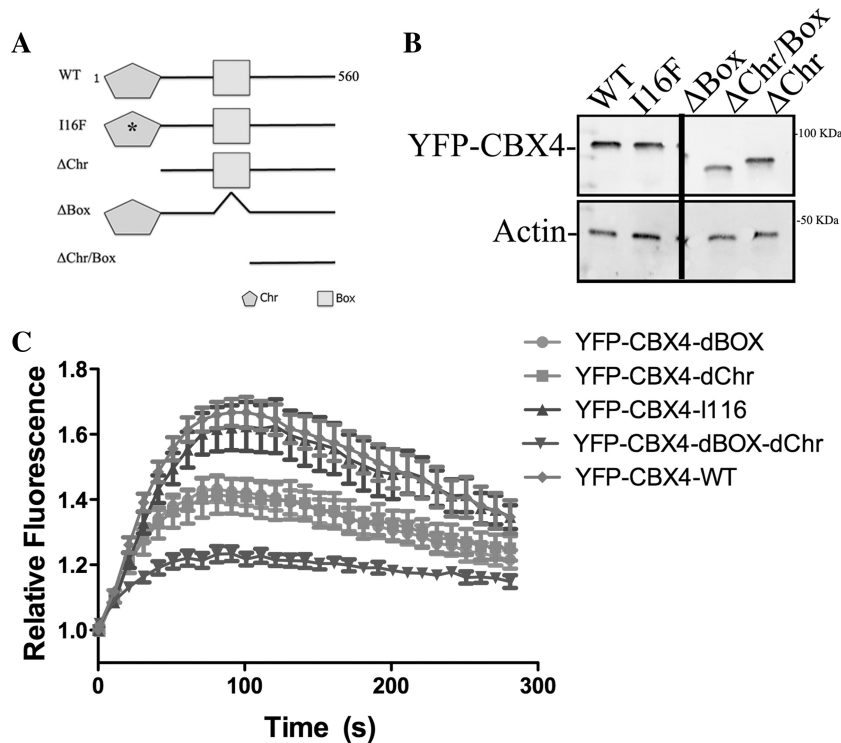 A
WT 1 560
I16F
*
ΔChr
ΔBox
ΔChr/Box
Chr Box
B
WT I16F ΔBox ΔChr/Box ΔChr
YFP-CBX4-
-100 KDa
Actin-
-50 KDa
C
YFP-CBX4-dBOX
YFP-CBX4-dChr
YFP-CBX4-I116
YFP-CBX4-dBOX-dChr
YFP-CBX4-WT
Relative Fluorescence
1.8
1.6
1.4
1.2
1.0
0 100 200 300
Time (s)